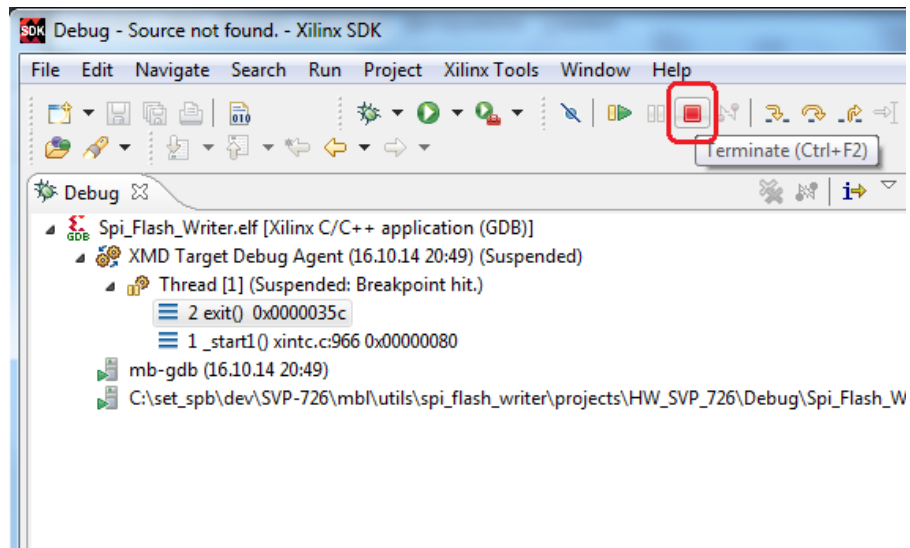 SDK Debug - Source not found. - Xilinx SDK
File Edit Navigate Search Run Project Xilinx Tools Window Help
010
Terminate (Ctrl+F2)
Debug
GDB Spi_Flash_Writer.elf [Xilinx C/C++ application (GDB)]
XMD Target Debug Agent (16.10.14 20:49) (Suspended)
Thread [1] (Suspended: Breakpoint hit.)
2 exit() 0x0000035c
1 _start1() xintc.c:966 0x00000080
mb-gdb (16.10.14 20:49)
C:\set_spb\dev\SVP-726\mbl\utils\spi_flash_writer\projects\HW_SVP_726\Debug\Spi_Flash_W